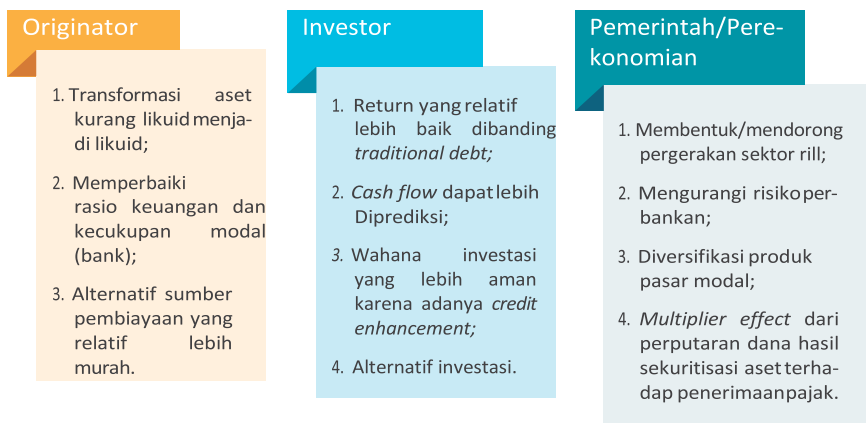 Originator
1. Transformasi aset
kurang likuid menja-
di likuid;
2. Memperbaiki
rasio keuangan dan
kecukupan modal
(bank);
3. Alternatif sumber
pembiayaan yang
relatif lebih
murah.
Investor
1. Return yang relatif
lebih baik dibanding
traditional debt;
2. Cash flow dapat lebih
Diprediksi;
3. Wahana investasi
yang lebih aman
karena adanya credit
enhancement;
4. Alternatif investasi.
Pemerintah/Pere-
konomian
1. Membentuk/mendorong
pergerakan sektor rill;
2. Mengurangi risiko per-
bankan;
3. Diversifikasi produk
pasar modal;
4. Multiplier effect dari
perputaran dana hasil
sekuritisasi aset terha-
dap penerimaan pajak.